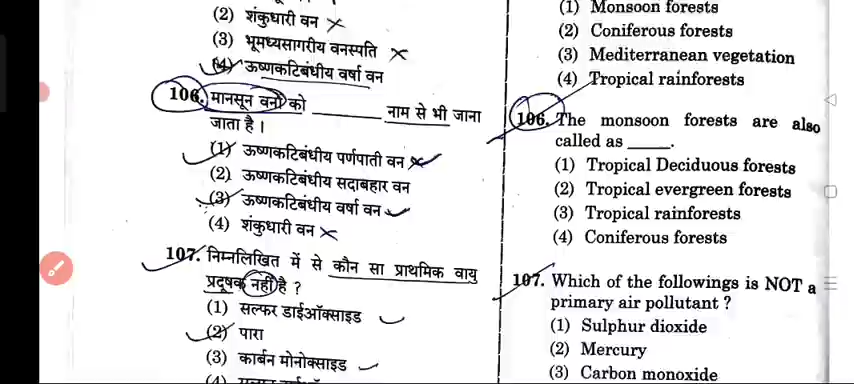 (2) शंकुधारी वन
(3) भूमध्यसागरीय वनस्पति
(4) ऊष्णकटिबंधीय वर्षा वन
106. मानसून वनों को ______ नाम से भी जाना
जाता है ।
(1) ऊष्णकटिबंधीय पर्णपाती वन
(2) ऊष्णकटिबंधीय सदाबहार वन
(3) ऊष्णकटिबंधीय वर्षा वन
(4) शंकुधारी वन
107. निम्नलिखित में से कौन सा प्राथमिक वायु
प्रदूषक नहीं है ?
(1) सल्फर डाईऑक्साइड
(2) पारा
(3) कार्बन मोनोक्साइड
(1) Monsoon forests
(2) Coniferous forests
(3) Mediterranean vegetation
(4) Tropical rainforests
106. The monsoon forests are also
called as _____.
(1) Tropical Deciduous forests
(2) Tropical evergreen forests
(3) Tropical rainforests
(4) Coniferous forests
107. Which of the followings is NOT a
primary air pollutant ?
(1) Sulphur dioxide
(2) Mercury
(3) Carbon monoxide